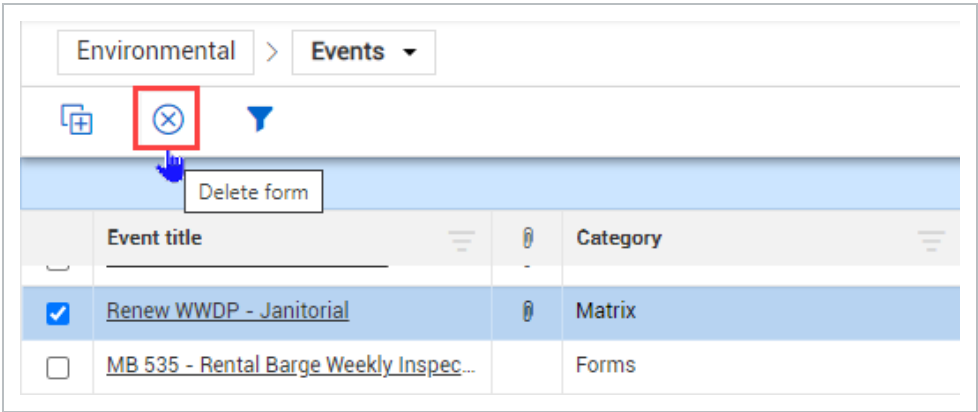 Environmental > Events
Delete form
Event title Category
Renew WWDP - Janitorial Matrix
MB 535 - Rental Barge Weekly Inspec... Forms